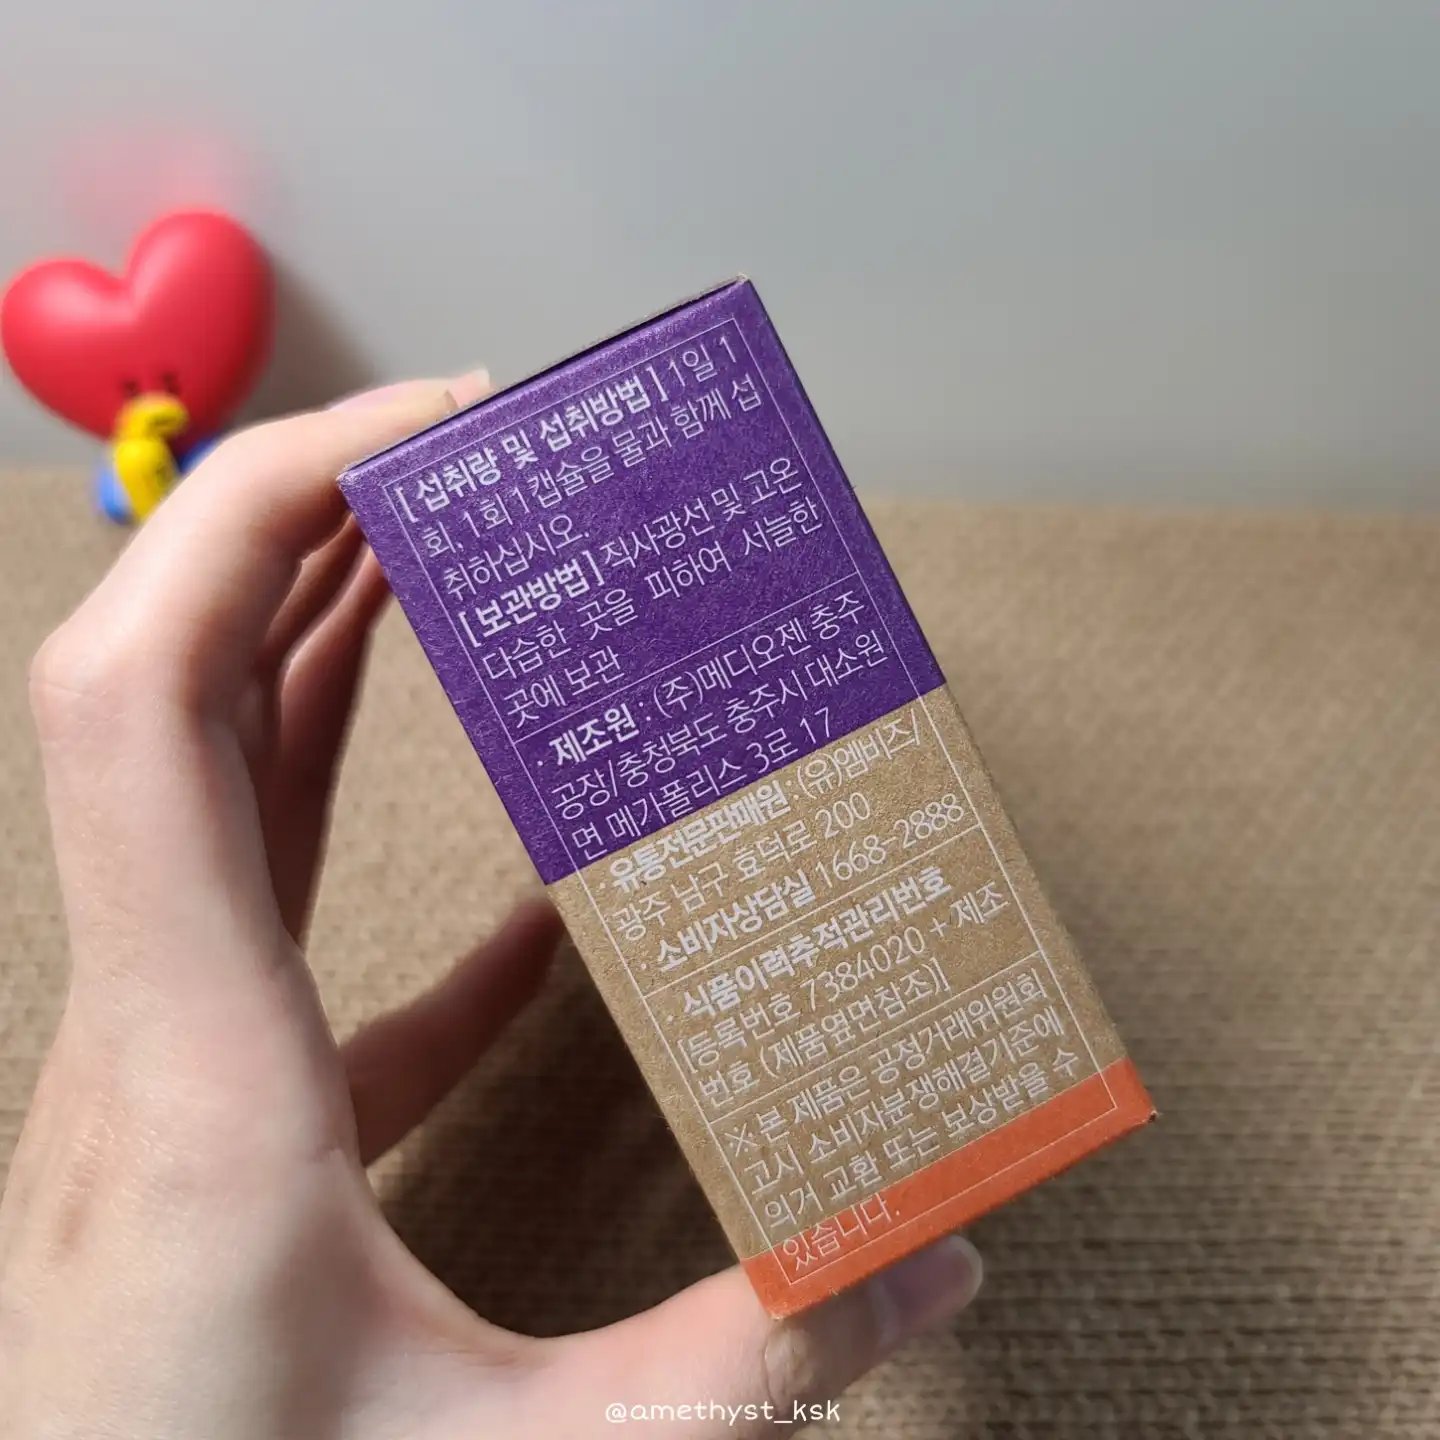 [ 섭취량 및 섭취방법 ] 1일 1
회, 1회 1캡슐을 물과 함께 섭
취하십시오.
[ 보관방법 ] 직사광선 및 고온
다습한 곳을 피하여 서늘한
곳에 보관
· 제조원 : (주)메디오젠 충주
공장/충청북도 충주시 대소원
면 메가폴리스 3로 17
· 유통전문판매원 : (유)엠비즈/
광주 남구 효덕로 200
· 소비자상담실 1668-2888
· 식품이력추적관리번호
[등록번호 7384020 + 제조
번호 (제품옆면참조)]
※ 본 제품은 공정거래위원회
고시 소비자분쟁해결기준에
의거 교환 또는 보상받을 수
있습니다.
@amethyst_ksk